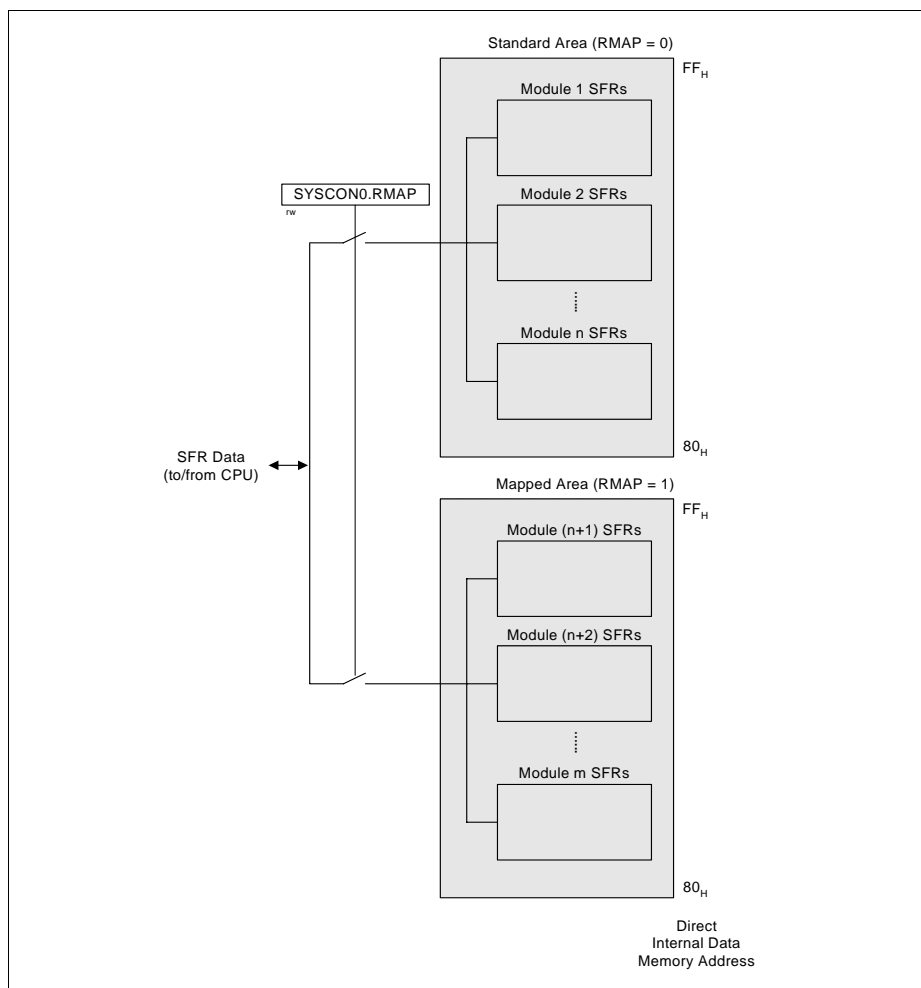 Standard Area (RMAP = 0)
FFH
Module 1 SFRs
SYSCON0.RMAP
rw
Module 2 SFRs
Module n SFRs
80H
SFR Data
(to/from CPU)
Mapped Area (RMAP = 1)
FFH
Module (n+1) SFRs
Module (n+2) SFRs
Module m SFRs
80H
Direct
Internal Data
Memory Address